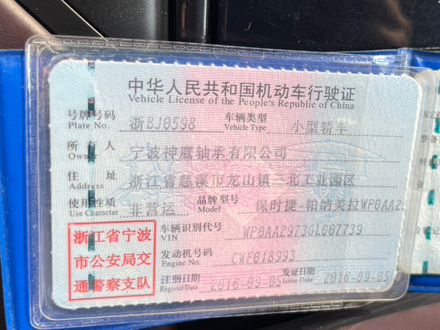 中华人民共和国机动车行驶证
Vehicle License of the People's Republic of China
号牌号码 浙BJ0598 车辆类型 小型轿车
Plate No. Vehicle Type
所有人 宁波神鹰轴承有限公司
Owner
住址 浙江省慈溪市龙山镇三北工业园区
Address
使用性质 非营运 品牌型号 保时捷-帕纳美拉WP0AA29
Use Character Model
浙江省宁波
市公安局交
通警察支队
车辆识别代号 WP0AA2973GL007739
VIN
发动机号码 CWF018993
Engine No.
注册日期 2016-09-05 发证日期 2016-09-05
Register Date Issue Date